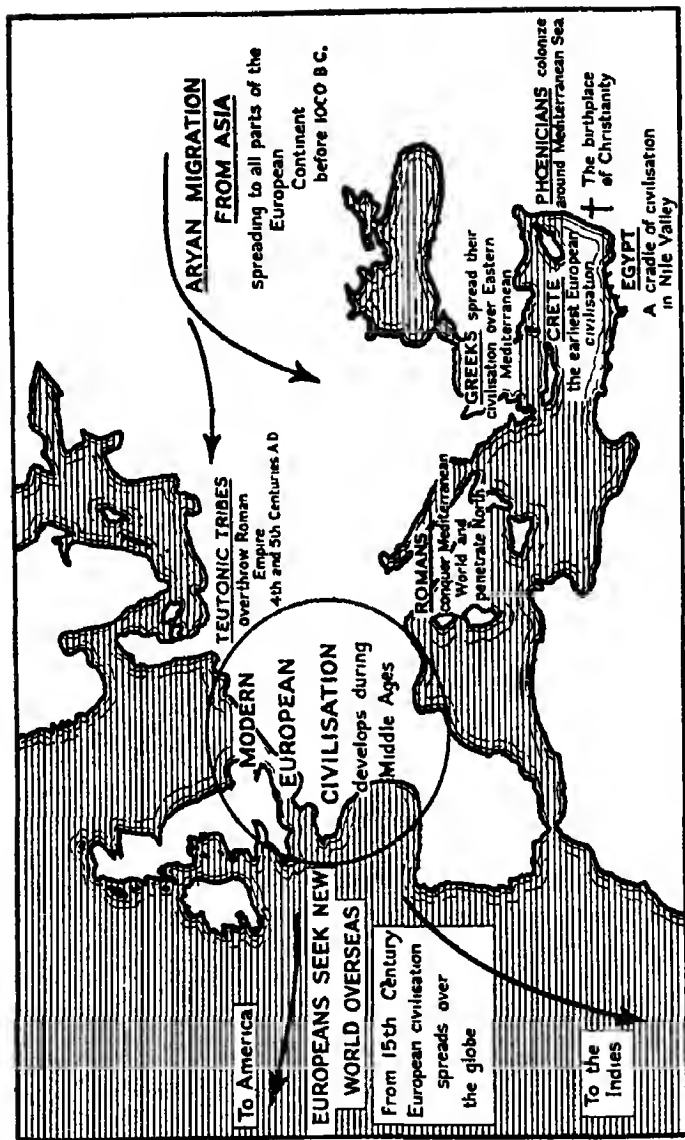 ARYAN MIGRATION
FROM ASIA
spreading to all parts of the
European
Continent
before 1000 B.C.
TEUTONIC TRIBES
overthrow Roman
Empire
4th and 5th Centuries A D
MODERN
EUROPEAN
CIVILISATION
develops during
Middle Ages
To America
EUROPEANS SEEK NEW
WORLD OVERSEAS
From 15th Century
European civilisation
spreads over
the globe
To the
Indies
ROMANS
conquer Mediterranean
World and
penetrate North
GREEKS spread their
civilisation over Eastern
Mediterranean
CRETE
the earliest European
civilisation
PHŒNICIANS colonize
around Mediterranean Sea
† The birthplace
of Christianity
EGYPT
A cradle of civilisation
in Nile Valley